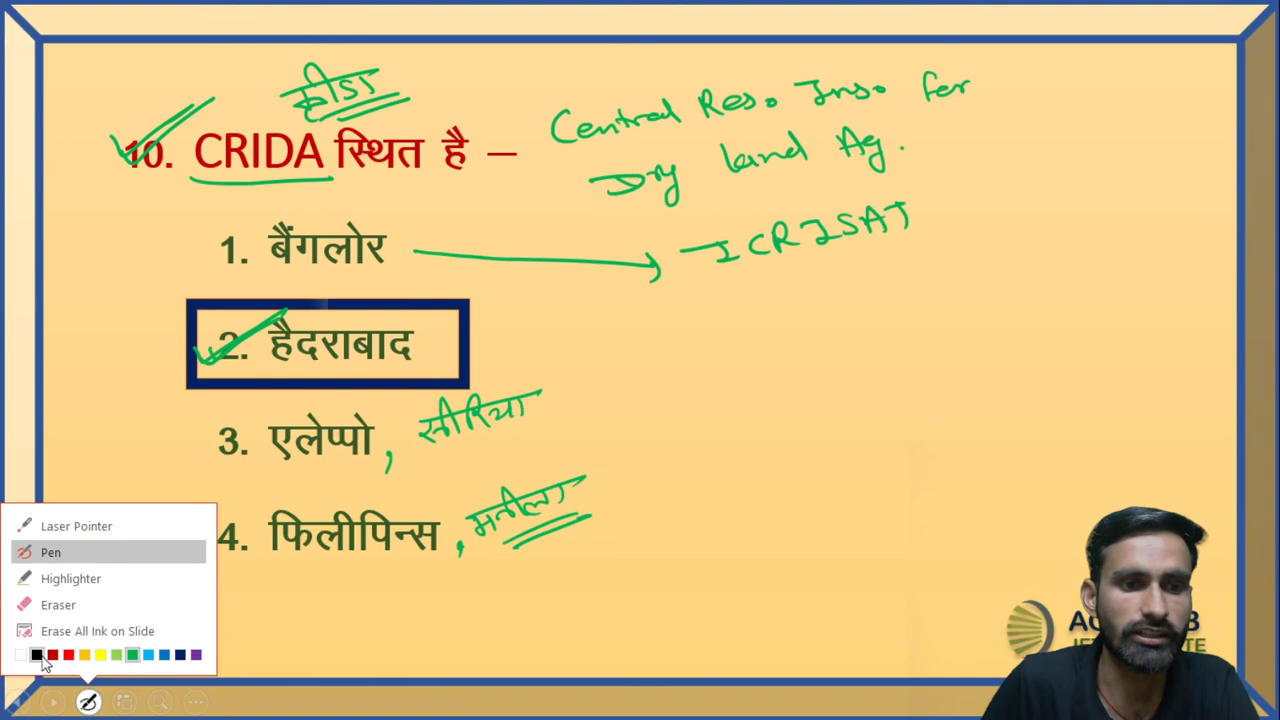 क्रीडा
Central Res. Ins. for
10. CRIDA स्थित है –
Dry land Ag.
1. बैंगलोर
ICRISAT
2. हैदराबाद
3. एलेप्पो , सीरिया
4. फिलीपिन्स , मनीला
Laser Pointer
Pen
Highlighter
Eraser
Erase All Ink on Slide